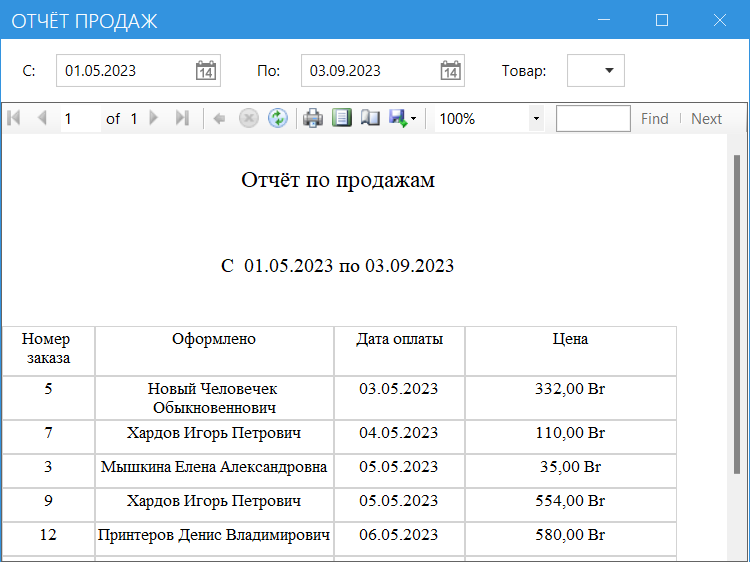 ОТЧЁТ ПРОДАЖ
С: 01.05.2023 14 По: 03.09.2023 14 Товар:
1 of 1 100% Find Next
Отчёт по продажам
С 01.05.2023 по 03.09.2023
Номер Оформлено Дата оплаты Цена
заказа
5 Новый Человечек 03.05.2023 332,00 Br
Обыкновеннович
7 Хардов Игорь Петрович 04.05.2023 110,00 Br
3 Мышкина Елена Александровна 05.05.2023 35,00 Br
9 Хардов Игорь Петрович 05.05.2023 554,00 Br
12 Принтеров Денис Владимирович 06.05.2023 580,00 Br